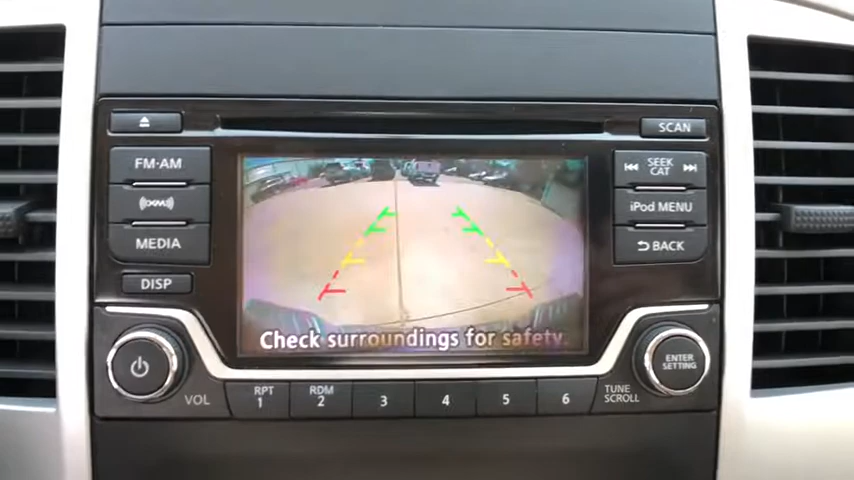 SCAN
FM·AM
SEEK
CAT
((XM))
iPod MENU
MEDIA
BACK
DISP
Check surroundings for safety.
ENTER
SETTING
VOL
RPT
1
RDM
2
3
4
5
6
TUNE
SCROLL